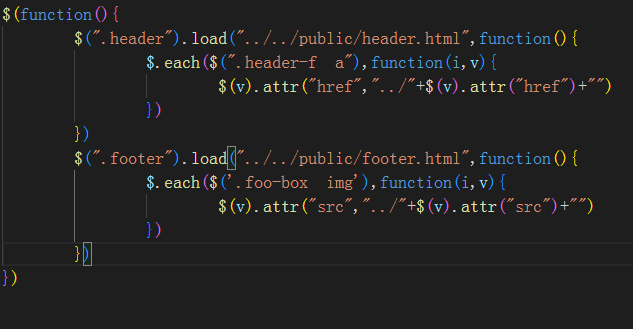 $(function(){
        $(".header").load("../../public/header.html",function(){
                $.each($(".header-f  a"),function(i,v){
                        $(v).attr("href","../"+$(v).attr("href")+"")
                })
        })
        $(".footer").load("../../public/footer.html",function(){
                $.each($('.foo-box  img'),function(i,v){
                        $(v).attr("src","../"+$(v).attr("src")+"")
                })
        })
})